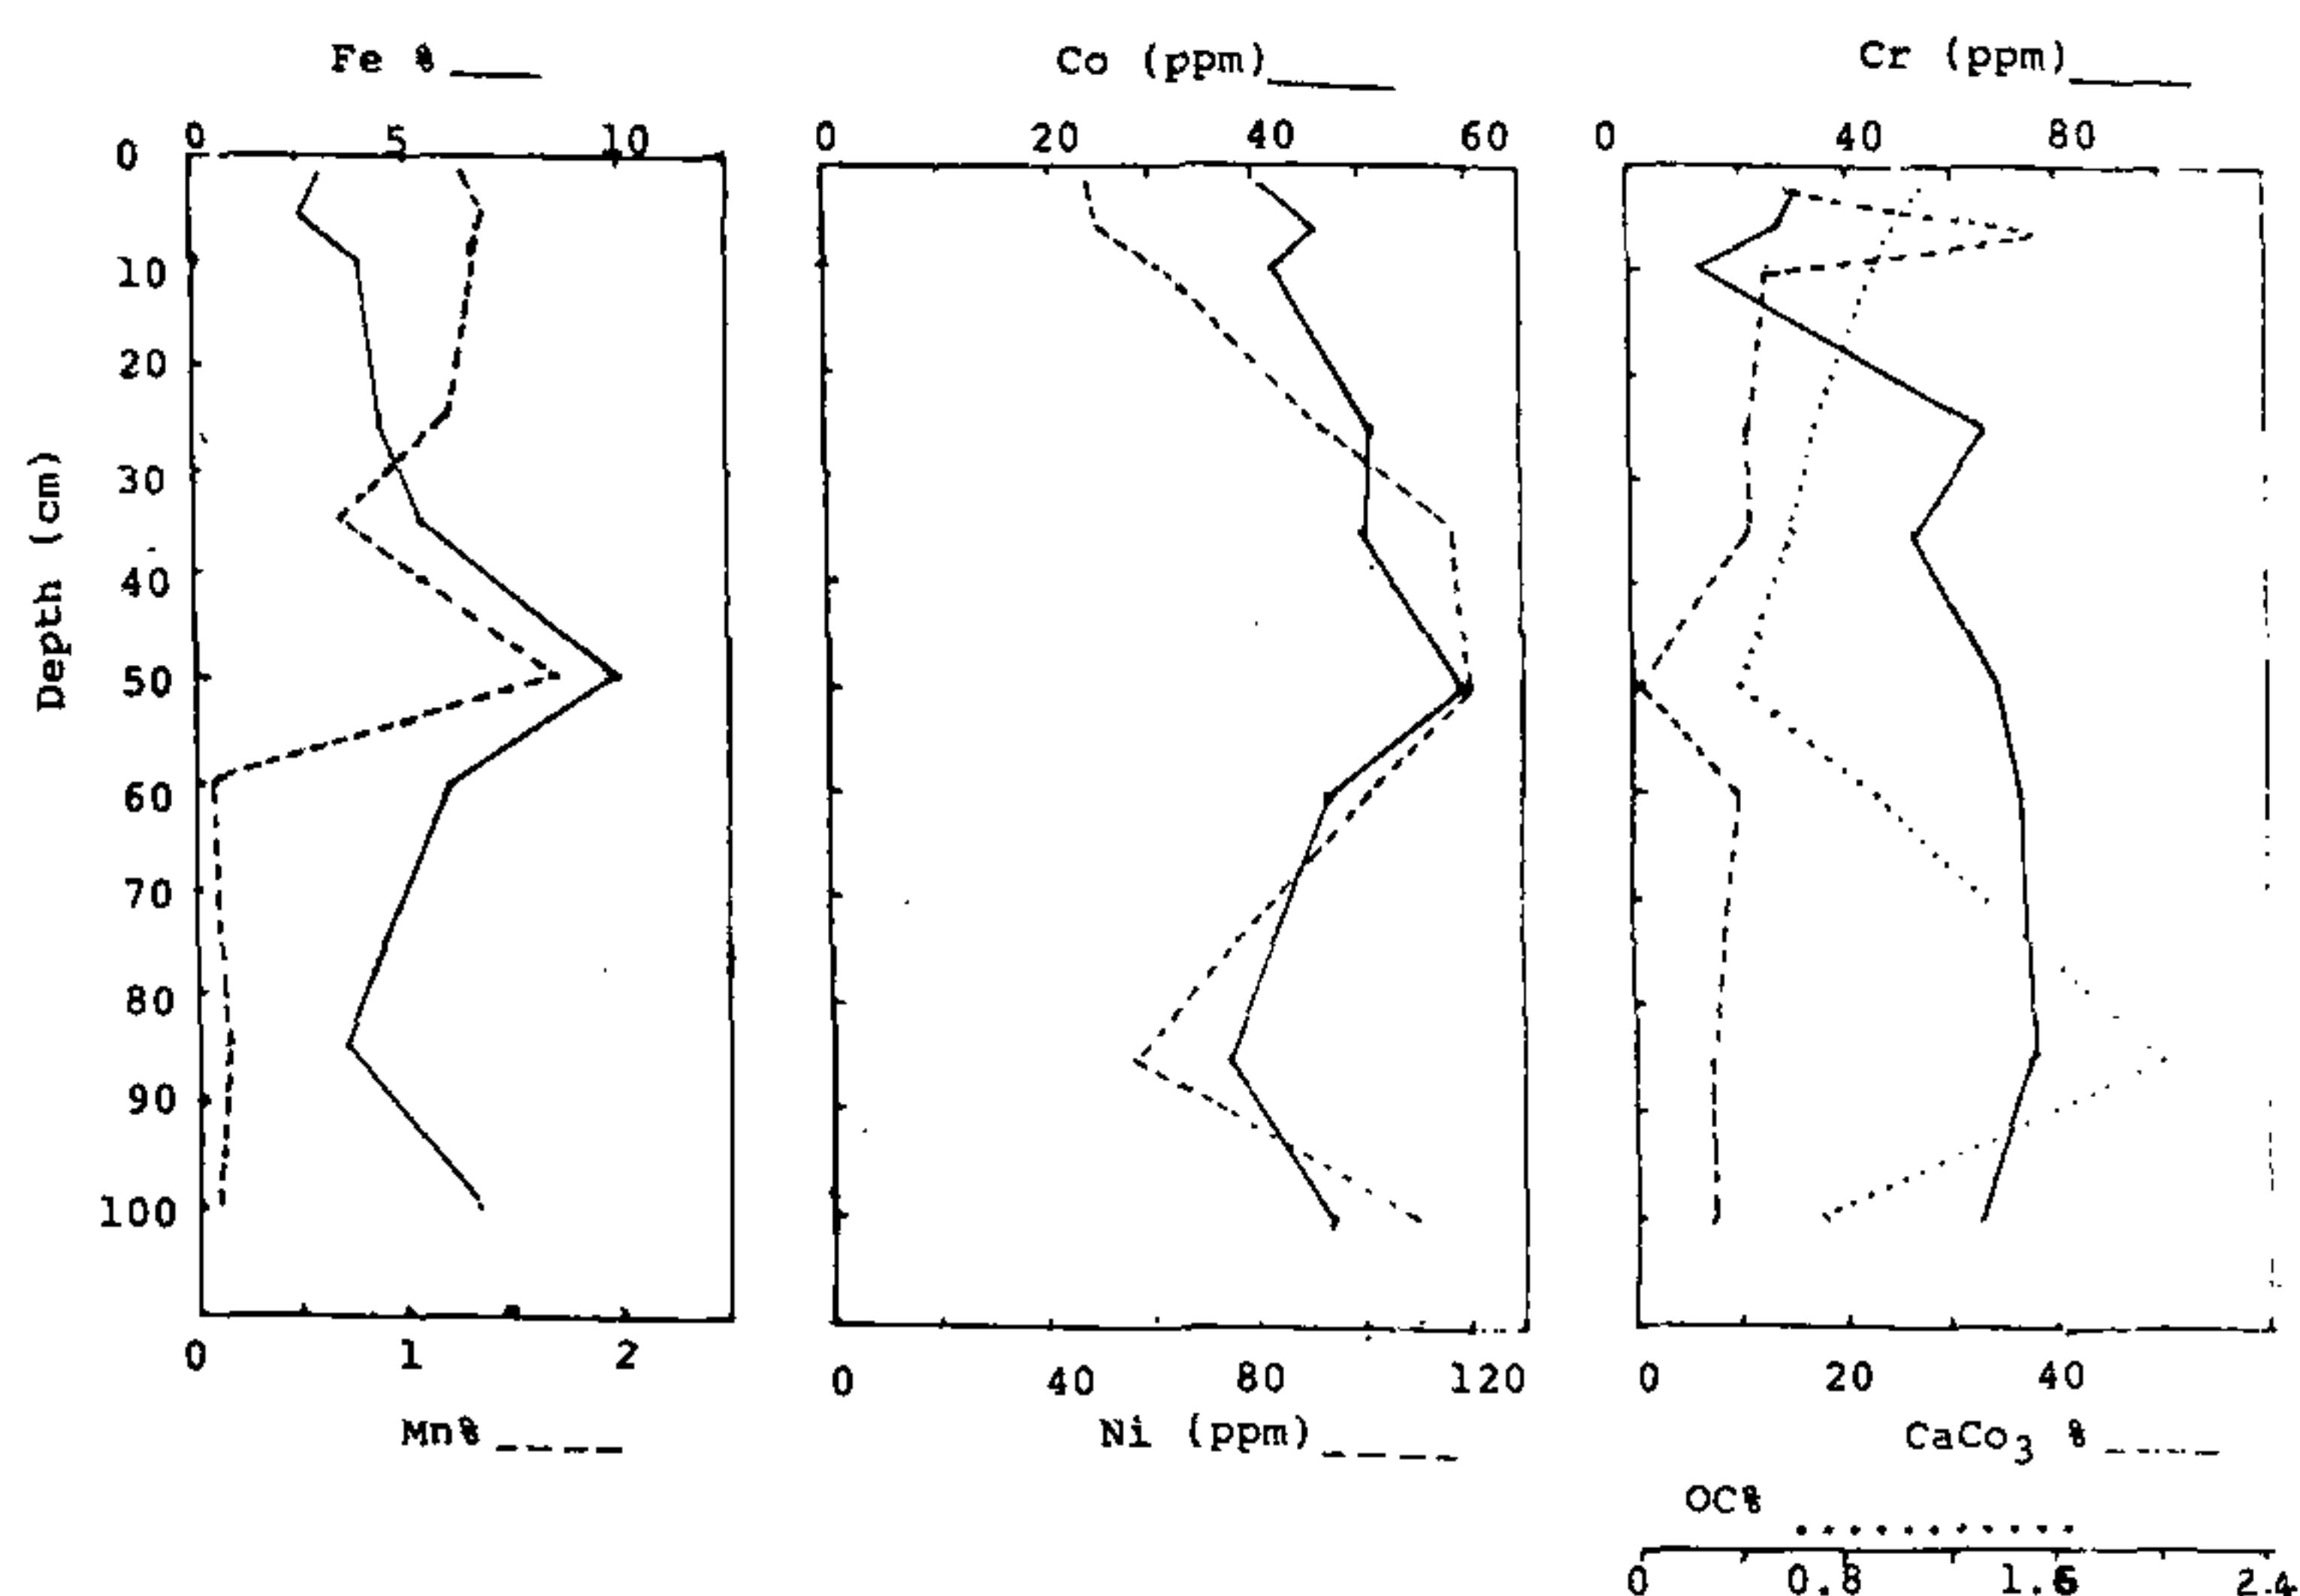 Fe %
Co (ppm)
Cr (ppm)
0 5 10
0 20 40 60
0 40 80
0
10
20
30
40
50
60
70
80
90
100
Depth (cm)
0 1 2
0 40 80 120
0 20 40
Mn%
Ni (ppm)
CaCo3 %
OC%
0 0.8 1.6 2.4